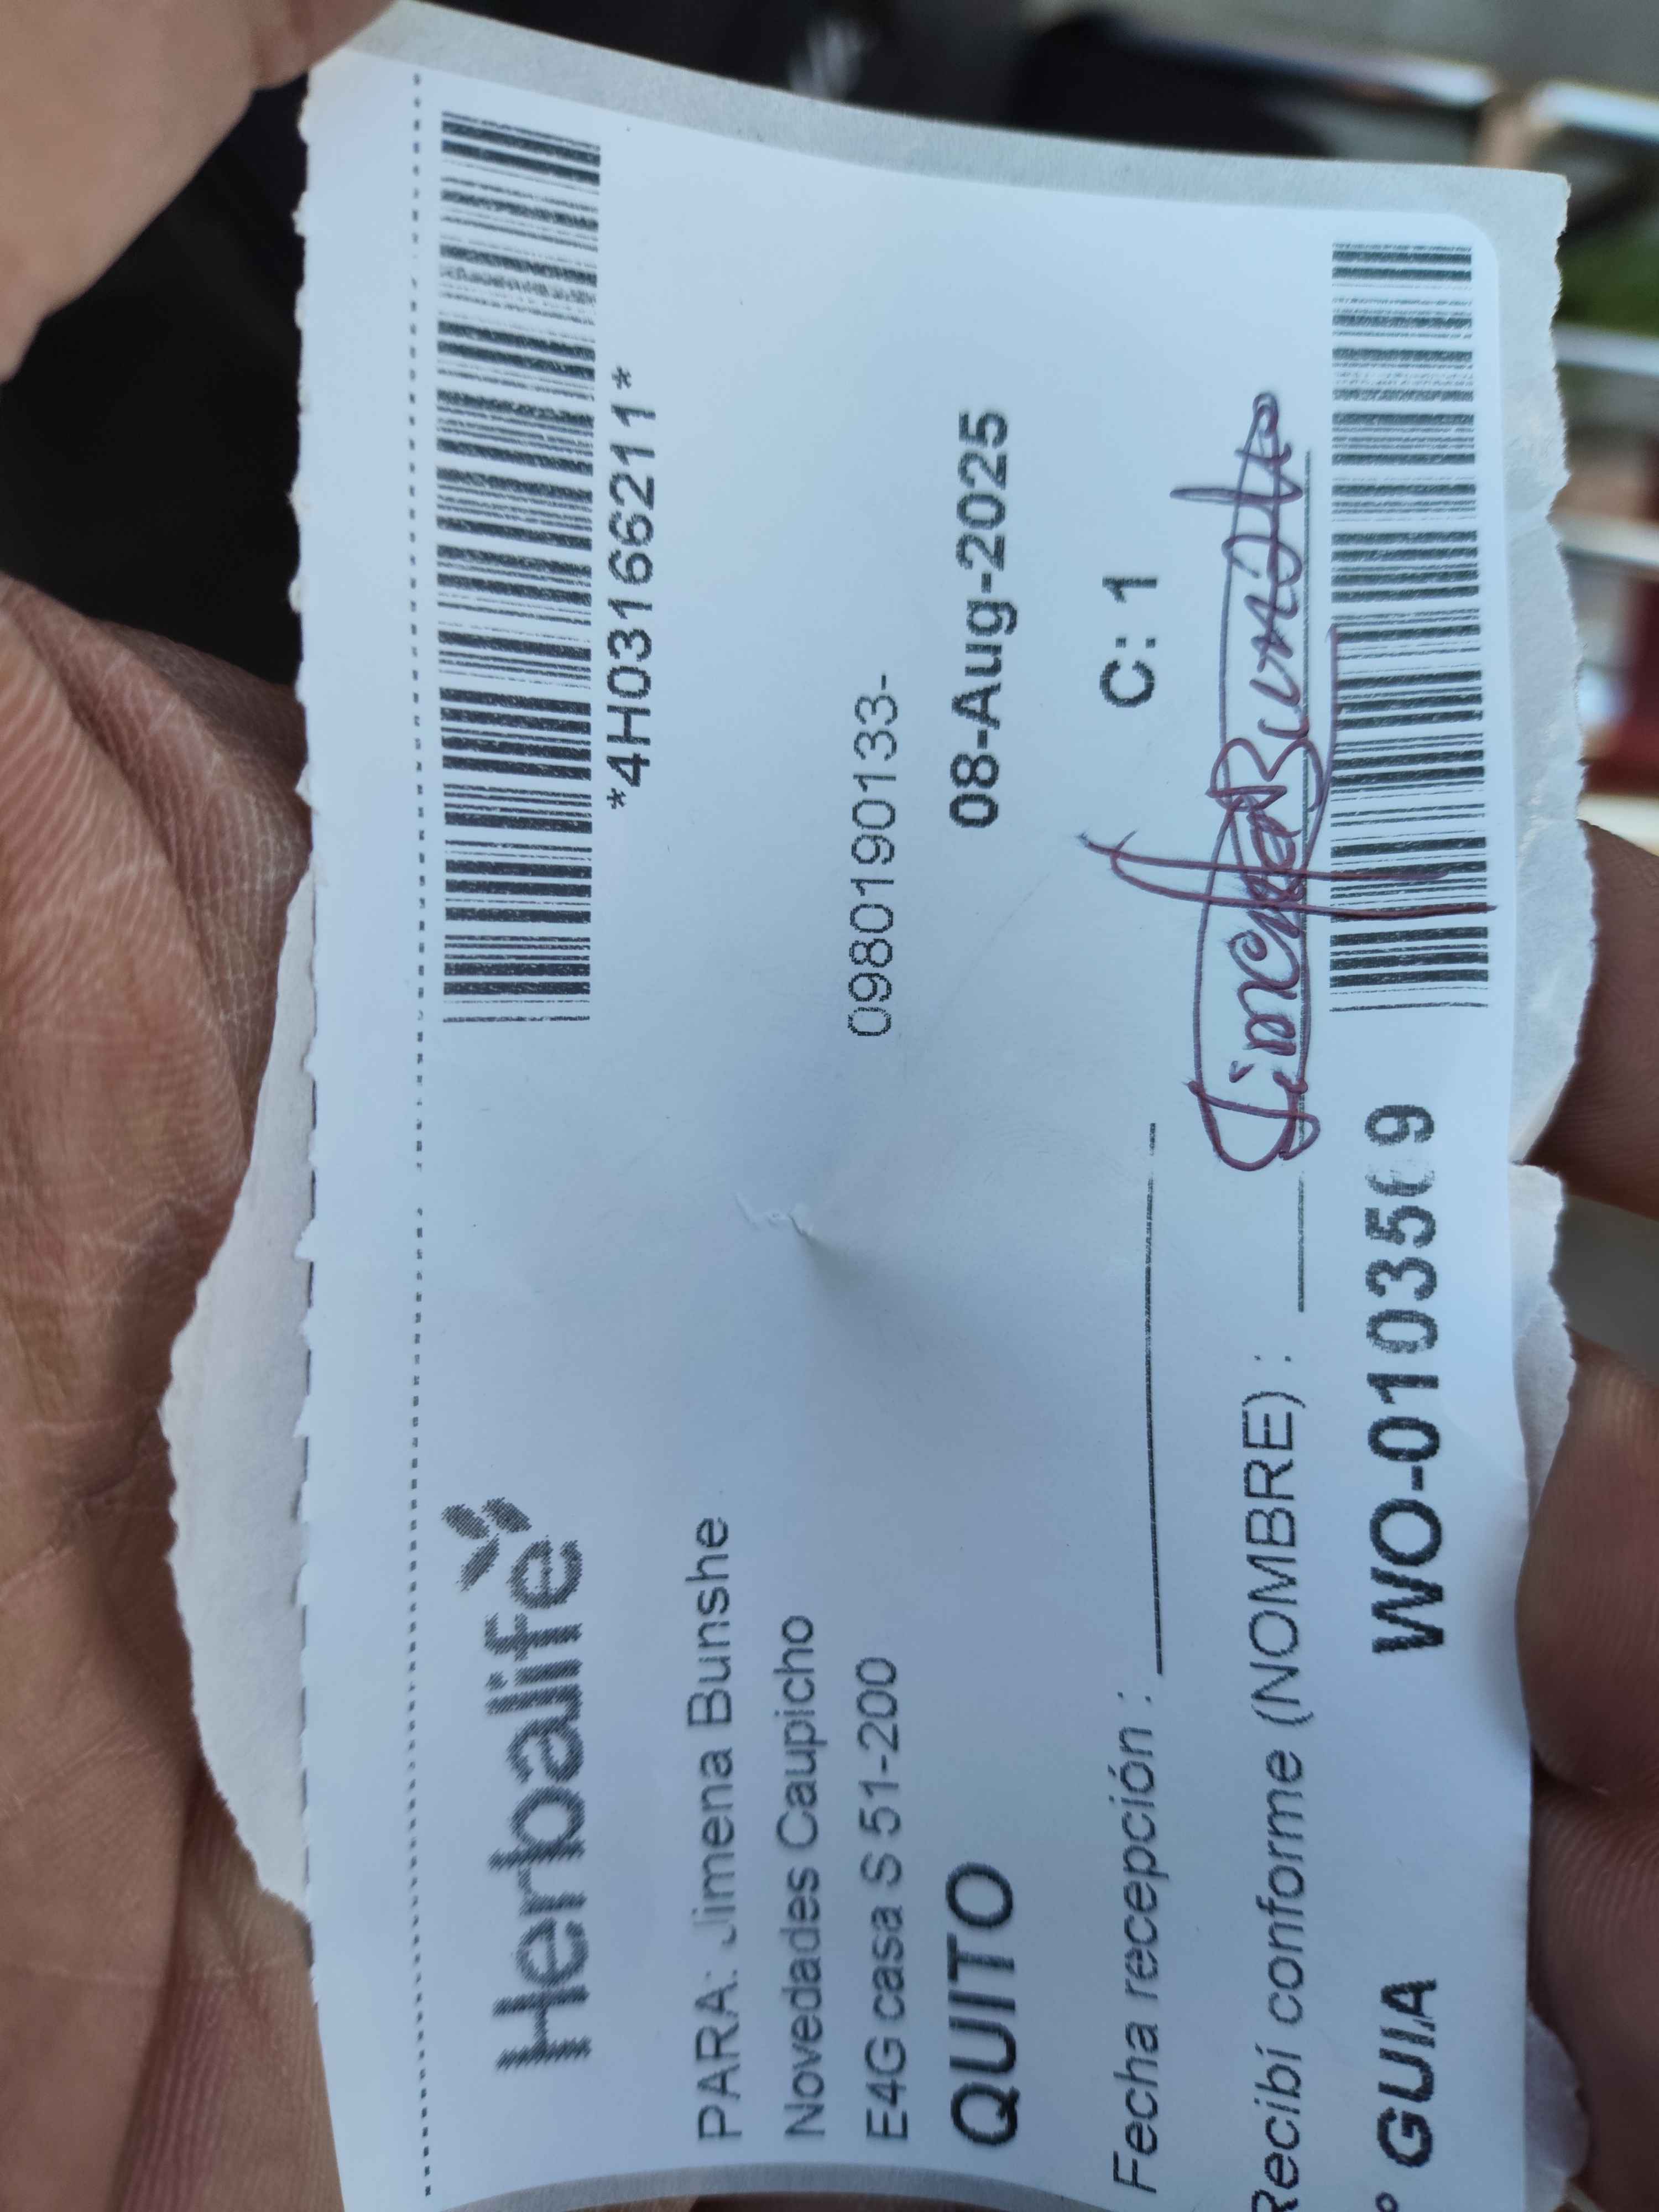 Herbalife
*4H03166211*
PARA: Jimena Bunshe
Novedades Caupicho
E4G casa S 51-200 0980190133-
QUITO 08-Aug-2025
C: 1
Fecha recepción :
Recibí conforme (NOMBRE) : Jimena
° GUIA